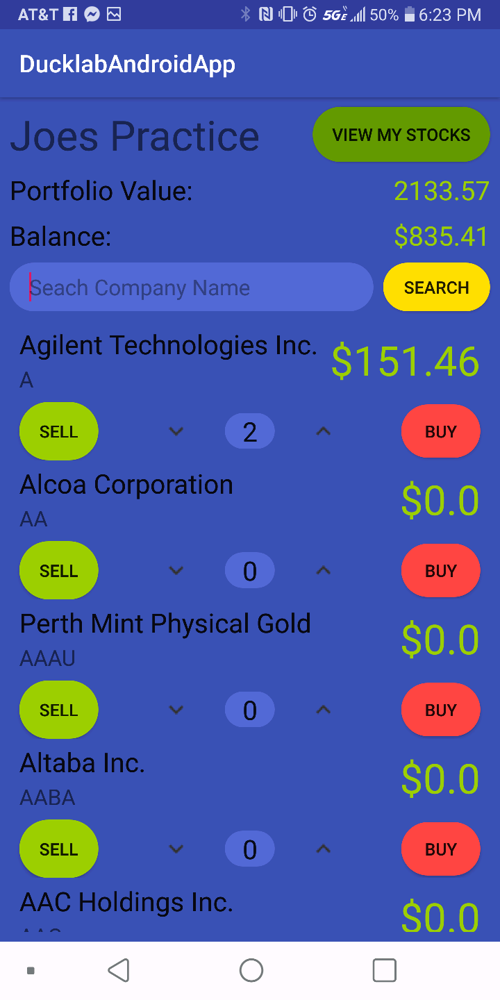 AT&T 5GE 50% 6:23 PM
DucklabAndroidApp
Joes Practice VIEW MY STOCKS
Portfolio Value: 2133.57
Balance: $835.41
Seach Company Name SEARCH
Agilent Technologies Inc. $151.46
A
SELL 2 BUY
Alcoa Corporation $0.0
AA
SELL 0 BUY
Perth Mint Physical Gold $0.0
AAAU
SELL 0 BUY
Altaba Inc. $0.0
AABA
SELL 0 BUY
AAC Holdings Inc. $0.0